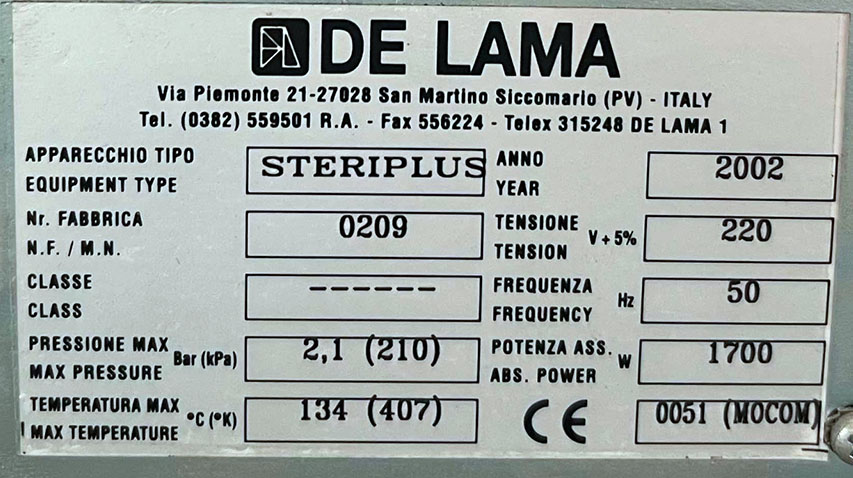 DE LAMA
Via Piemonte 21-27028 San Martino Siccomario (PV) - ITALY
Tel. (0382) 559501 R.A. - Fax 556224 - Telex 315248 DE LAMA 1
APPARECCHIO TIPO
EQUIPMENT TYPE
STERIPLUS
ANNO
YEAR
2002
Nr. FABBRICA
N.F. / M.N.
0209
TENSIONE
TENSION
V + 5%
220
CLASSE
CLASS
------
FREQUENZA
FREQUENCY
Hz
50
PRESSIONE MAX
MAX PRESSURE
Bar (kPa)
2,1 (210)
POTENZA ASS.
ABS. POWER
W
1700
TEMPERATURA MAX
MAX TEMPERATURE
°C (°K)
134 (407)
CE
0051 (MOCOM)